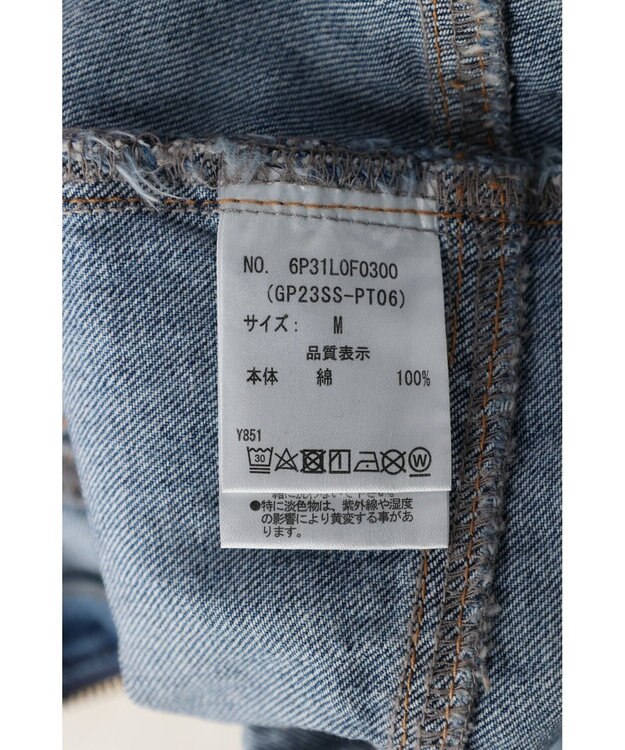 NO. 6P31L0F0300
(GP23SS-PT06)
サイズ: M
品質表示
本体 綿 100%
Y851
30
W
●特に淡色物は、紫外線や湿度
の影響により黄変する事があ
ります。